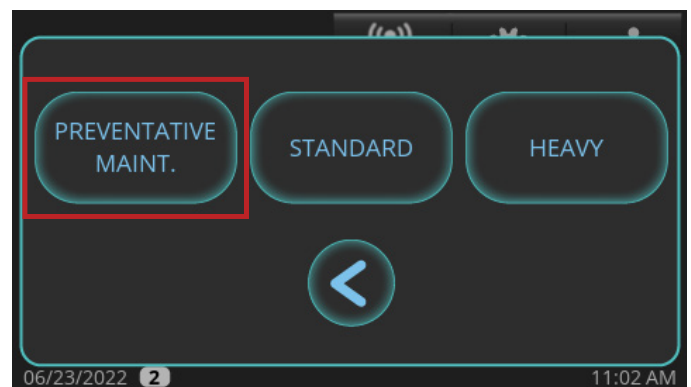 PREVENTATIVE
MAINT.
STANDARD
HEAVY
06/23/2022 2
11:02 AM